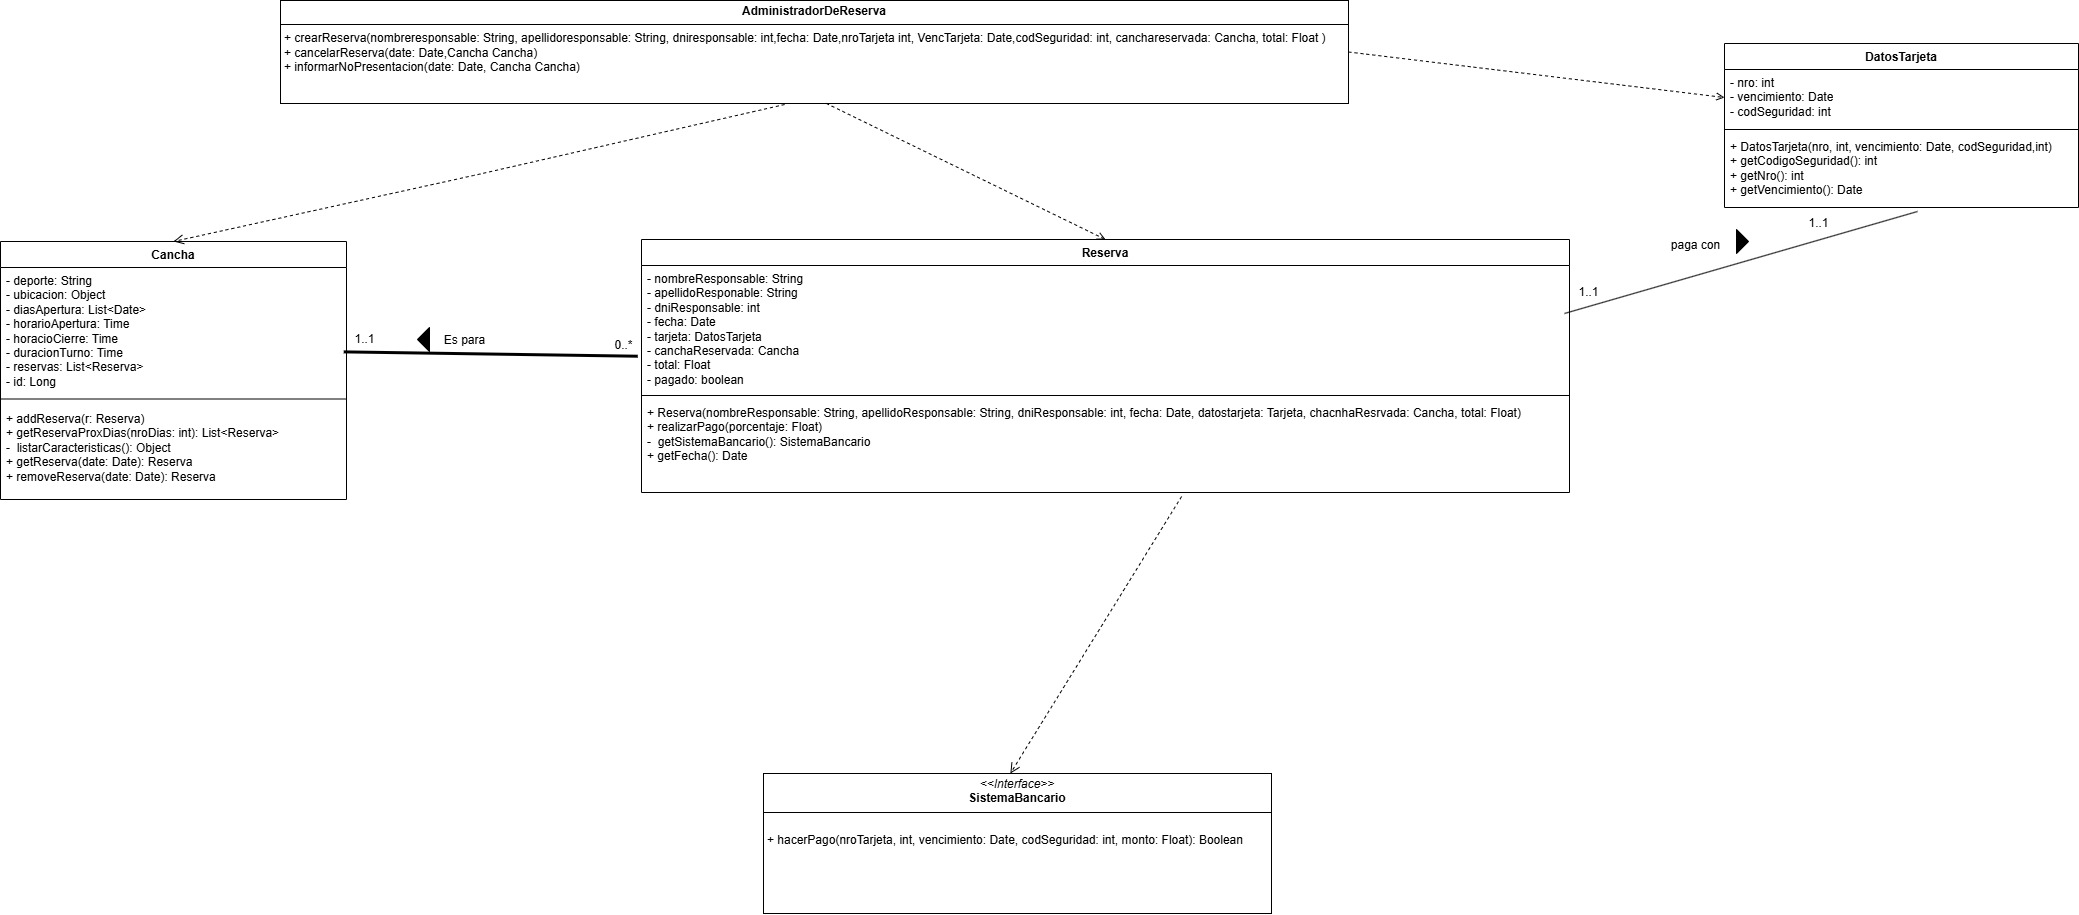 AdministradorDeReserva
+ crearReserva(nombreresponsable: String, apellidoresponsable: String, dniresponsable: int,fecha: Date,nroTarjeta int, VencTarjeta: Date,codSeguridad: int, canchareservada: Cancha, total: Float )
+ cancelarReserva(date: Date,Cancha Cancha)
+ informarNoPresentacion(date: Date, Cancha Cancha)
DatosTarjeta
- nro: int
- vencimiento: Date
- codSeguridad: int
+ DatosTarjeta(nro, int, vencimiento: Date, codSeguridad,int)
+ getCodigoSeguridad(): int
+ getNro(): int
+ getVencimiento(): Date
1..1
paga con
1..1
Cancha
- deporte: String
- ubicacion: Object
- diasApertura: List<Date>
- horarioApertura: Time
- horacioCierre: Time
- duracionTurno: Time
- reservas: List<Reserva>
- id: Long
+ addReserva(r: Reserva)
+ getReservaProxDias(nroDias: int): List<Reserva>
- listarCaracteristicas(): Object
+ getReserva(date: Date): Reserva
+ removeReserva(date: Date): Reserva
1..1
Es para
0..*
Reserva
- nombreResponsable: String
- apellidoResponable: String
- dniResponsable: int
- fecha: Date
- tarjeta: DatosTarjeta
- canchaReservada: Cancha
- total: Float
- pagado: boolean
+ Reserva(nombreResponsable: String, apellidoResponsable: String, dniResponsable: int, fecha: Date, datostarjeta: Tarjeta, chacnhaResrvada: Cancha, total: Float)
+ realizarPago(porcentaje: Float)
- getSistemaBancario(): SistemaBancario
+ getFecha(): Date
<<Interface>>
SistemaBancario
+ hacerPago(nroTarjeta, int, vencimiento: Date, codSeguridad: int, monto: Float): Boolean